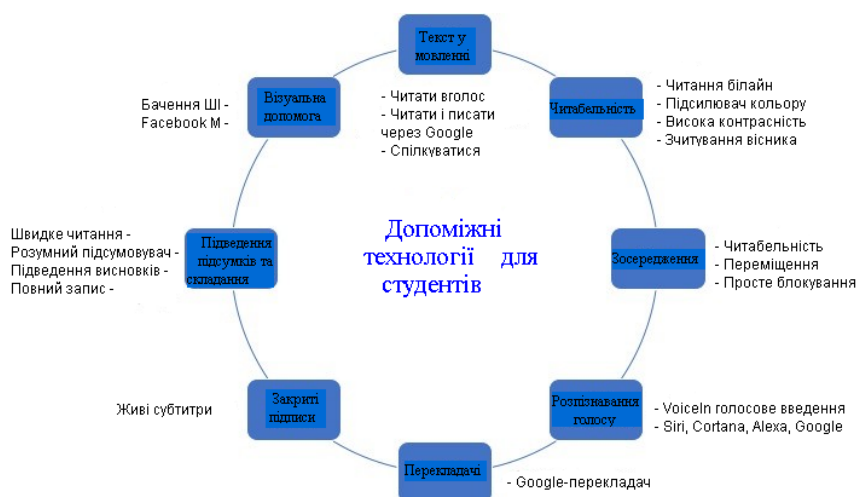 Текст у
мовленні
- Читати вголос
- Читати і писати
через Google
- Спілкуватися
Читабельність
- Читання білайн
- Підсилювач кольору
- Висока контрасність
- Зчитування вісника
Зосередження
- Читабельність
- Переміщення
- Просте блокування
Розпізнавання
голосу
- VoiceIn голосове введення
- Siri, Cortana, Alexa, Google
Перекладачі
- Google-перекладач
Закриті
підписи
Живі субтитри
Підведення
підсумків та
складання
Швидке читання -
Розумний підсумовувач -
Підведення висновків -
Повний запис -
Візуальна
допомога
Бачення ШІ -
Facebook M -
Допоміжні
технології для
студентів